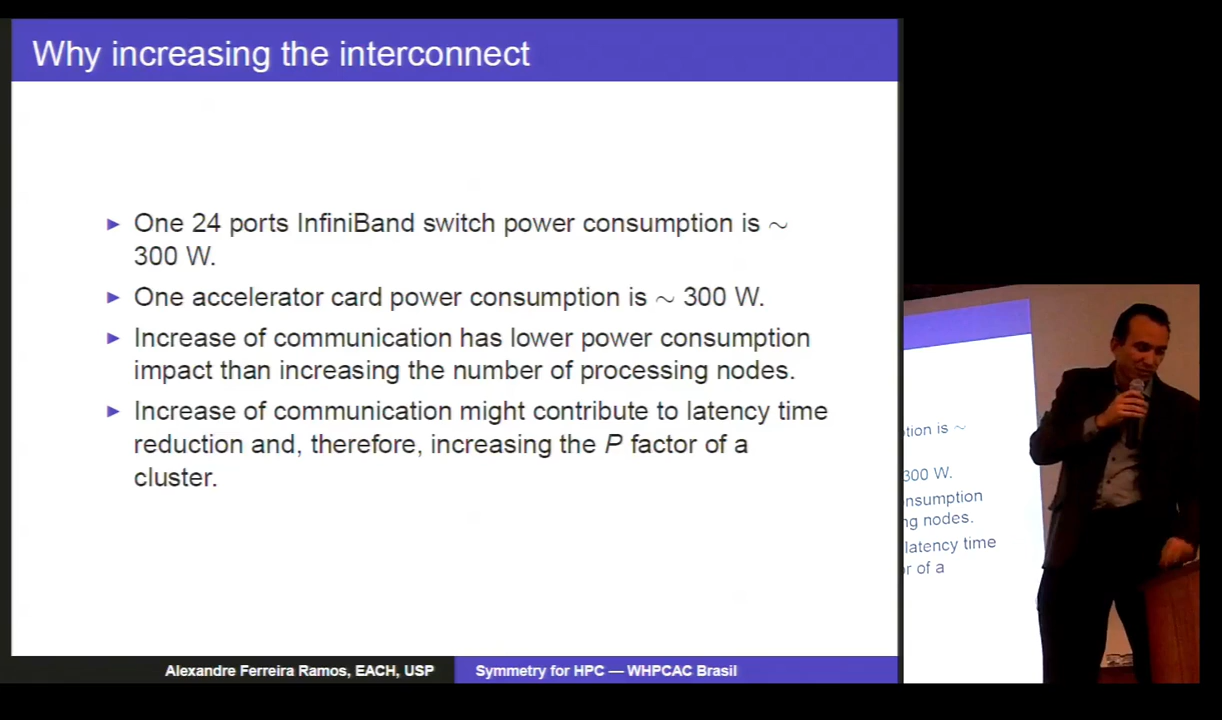 Why increasing the interconnect
One 24 ports InfiniBand switch power consumption is ∼
300 W.
One accelerator card power consumption is ∼ 300 W.
Increase of communication has lower power consumption
impact than increasing the number of processing nodes.
Increase of communication might contribute to latency time
reduction and, therefore, increasing the P factor of a
cluster.
Alexandre Ferreira Ramos, EACH, USP
Symmetry for HPC — WHPCAC Brasil
tion is ∼
300 W.
nsumption
ng nodes.
latency time
r of a